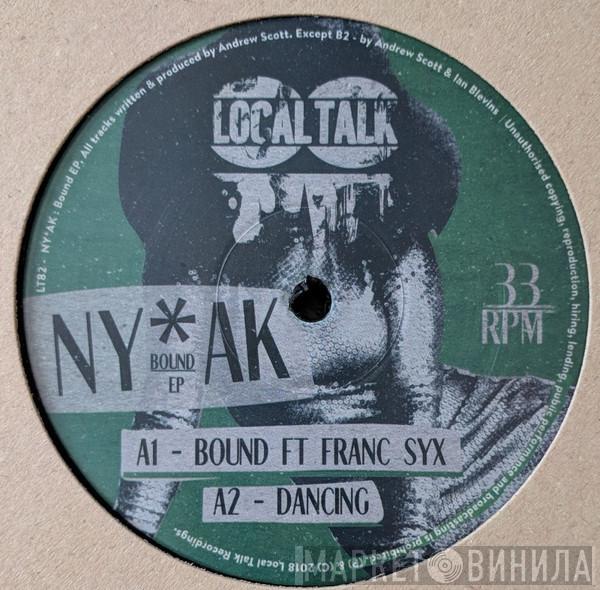 LT82 NY*AK : Bound EP. All tracks written & produced by Andrew Scott. Except B2 - by Andrew Scott & Ian Blevins / Unauthorised copying, reproduction, hiring, lending, public performance and broadcasting is prohibited. (P) & (C) 2018 Local Talk Recordings.
LOCAL TALK
33
RPM
NY*AK
BOUND
EP
A1 - BOUND FT FRANC SYX
A2 - DANCING
МАРКЕТ ВИНИЛА